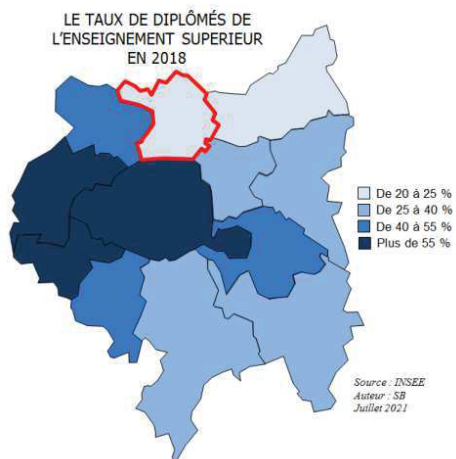 LE TAUX DE DIPLÔMÉS DE
L'ENSEIGNEMENT SUPERIEUR
EN 2018
De 20 à 25 %
De 25 à 40 %
De 40 à 55 %
Plus de 55 %
Source : INSEE
Auteur : SB
Juillet 2021